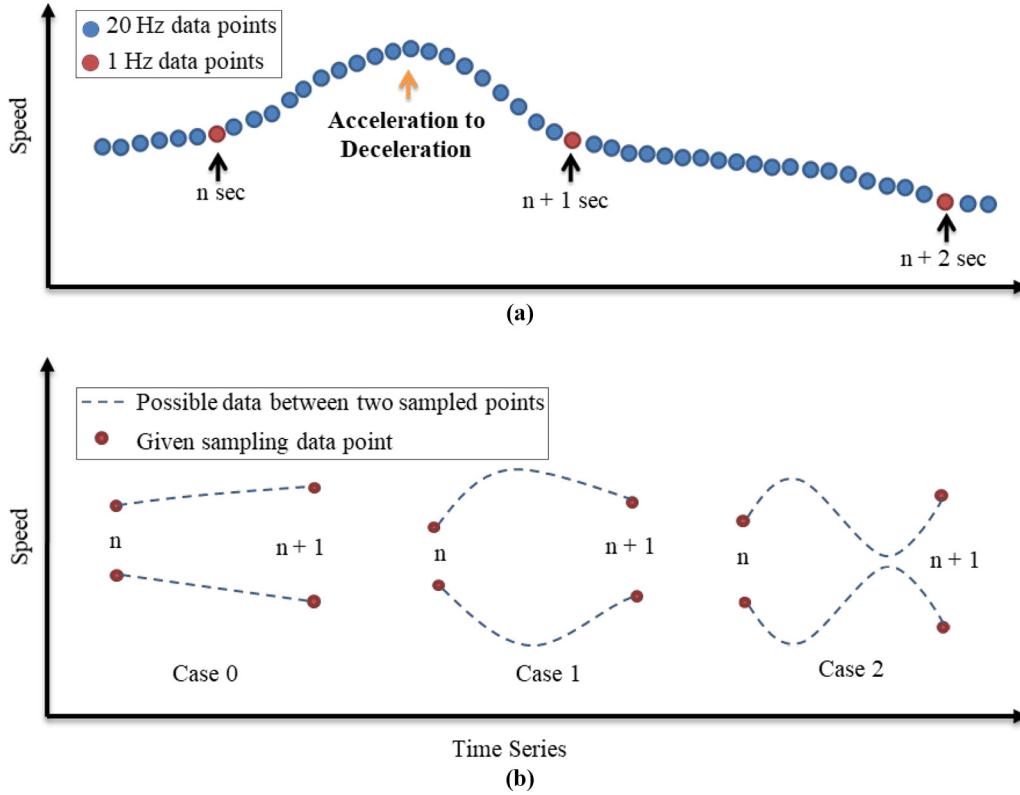 20 Hz data points
1 Hz data points
Speed
Acceleration to
Deceleration
n sec
n + 1 sec
n + 2 sec
(a)
Possible data between two sampled points
Given sampling data point
Speed
n
n + 1
n
n + 1
n
n + 1
Case 0
Case 1
Case 2
Time Series
(b)